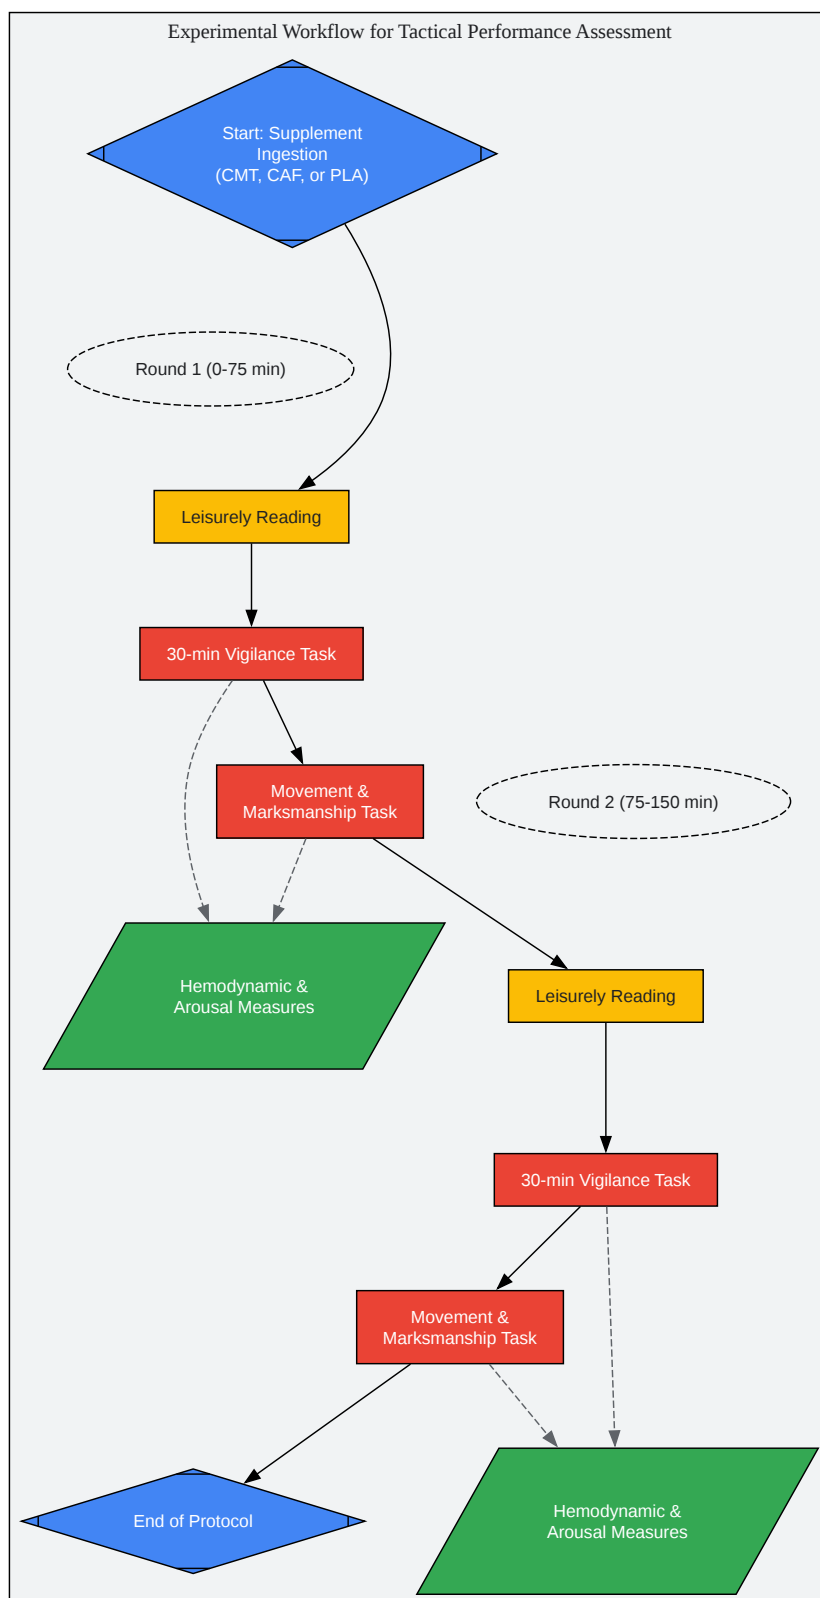 Experimental Workflow for Tactical Performance Assessment
Start: Supplement
Ingestion
(CMT, CAF, or PLA)
Round 1 (0-75 min)
Leisurely Reading
30-min Vigilance Task
Movement &
Marksmanship Task
Round 2 (75-150 min)
Hemodynamic &
Arousal Measures
Leisurely Reading
30-min Vigilance Task
Movement &
Marksmanship Task
End of Protocol
Hemodynamic &
Arousal Measures